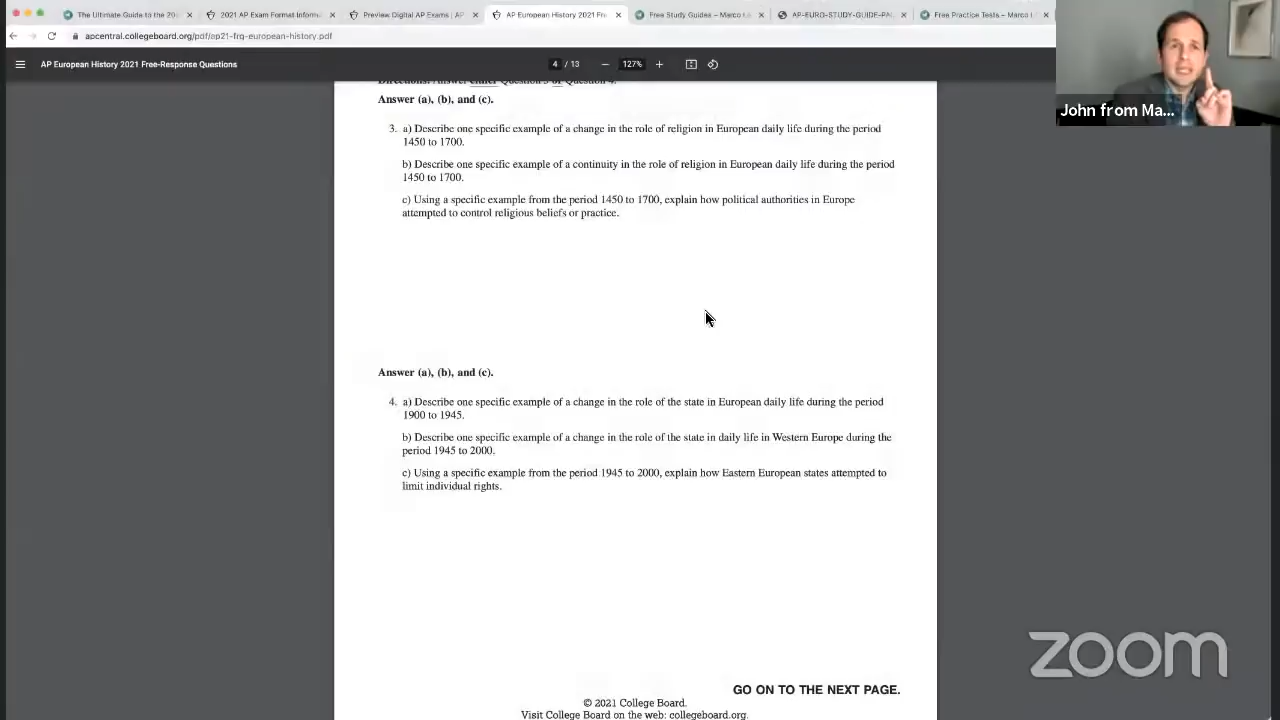 The Ultimate Guide to the 20
2021 AP Exam Format Informa
Preview Digital AP Exams | AP
AP European History 2021 Fre
Free Study Guides – Marco L
AP-EURO-STUDY-GUIDE-PAC
Free Practice Tests – Marco L
apcentral.collegeboard.org/pdf/ap21-frq-european-history.pdf
AP European History 2021 Free-Response Questions
4 / 13
127%
John from Ma...
Directions: Answer either Question 3 or Question 4.
Answer (a), (b), and (c).
3. a) Describe one specific example of a change in the role of religion in European daily life during the period
1450 to 1700.
b) Describe one specific example of a continuity in the role of religion in European daily life during the period
1450 to 1700.
c) Using a specific example from the period 1450 to 1700, explain how political authorities in Europe
attempted to control religious beliefs or practice.
Answer (a), (b), and (c).
4. a) Describe one specific example of a change in the role of the state in European daily life during the period
1900 to 1945.
b) Describe one specific example of a change in the role of the state in daily life in Western Europe during the
period 1945 to 2000.
c) Using a specific example from the period 1945 to 2000, explain how Eastern European states attempted to
limit individual rights.
GO ON TO THE NEXT PAGE.
© 2021 College Board.
Visit College Board on the web: collegeboard.org.
zoom